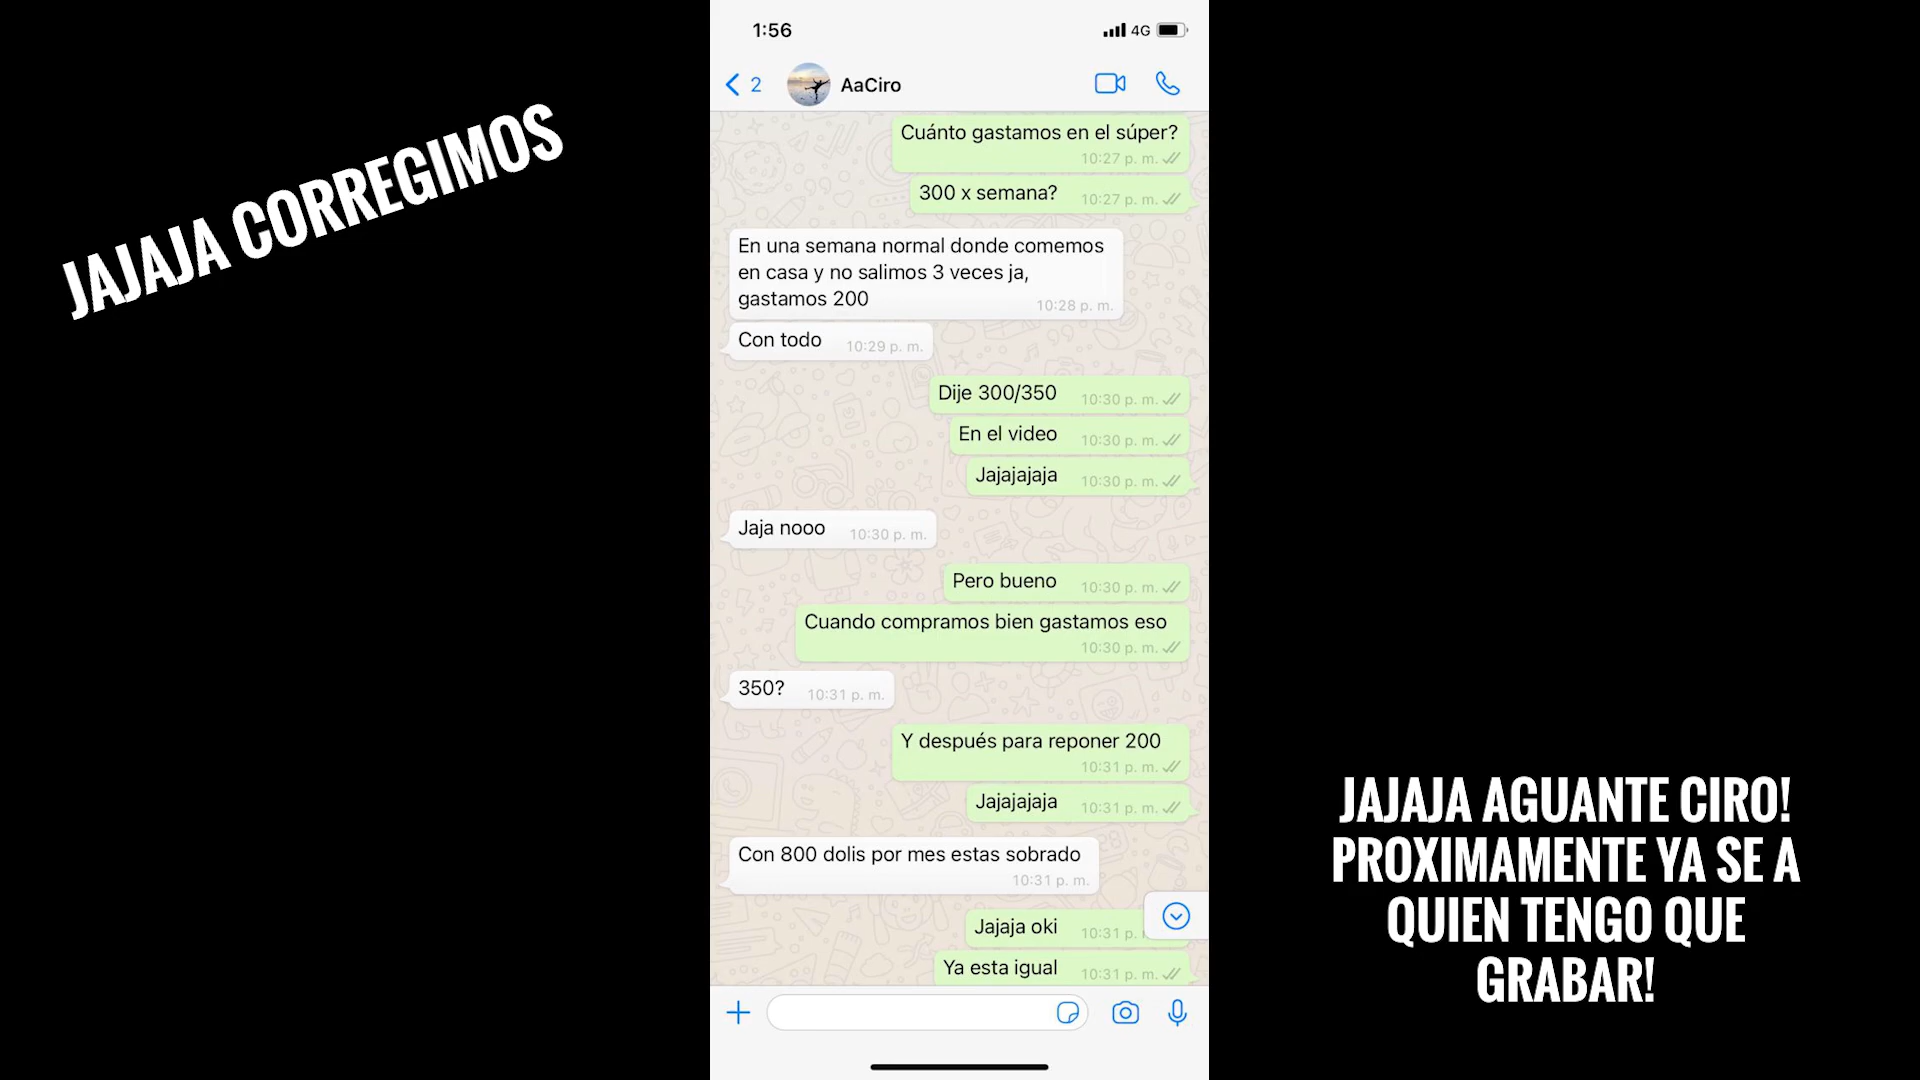 JAJAJA CORREGIMOS
1:56
4G
2
AaCiro
Cuánto gastamos en el súper?
10:27 p. m.
300 x semana?
10:27 p. m.
En una semana normal donde comemos
en casa y no salimos 3 veces ja,
gastamos 200
10:28 p. m.
Con todo
10:29 p. m.
Dije 300/350
10:30 p. m.
En el video
10:30 p. m.
Jajajajaja
10:30 p. m.
Jaja nooo
10:30 p. m.
Pero bueno
10:30 p. m.
Cuando compramos bien gastamos eso
10:30 p. m.
350?
10:31 p. m.
Y después para reponer 200
10:31 p. m.
Jajajajaja
10:31 p. m.
Con 800 dolis por mes estas sobrado
10:31 p. m.
Jajaja oki
10:31 p.
Ya esta igual
10:31 p. m.
JAJAJA AGUANTE CIRO!
PROXIMAMENTE YA SE A
QUIEN TENGO QUE
GRABAR!